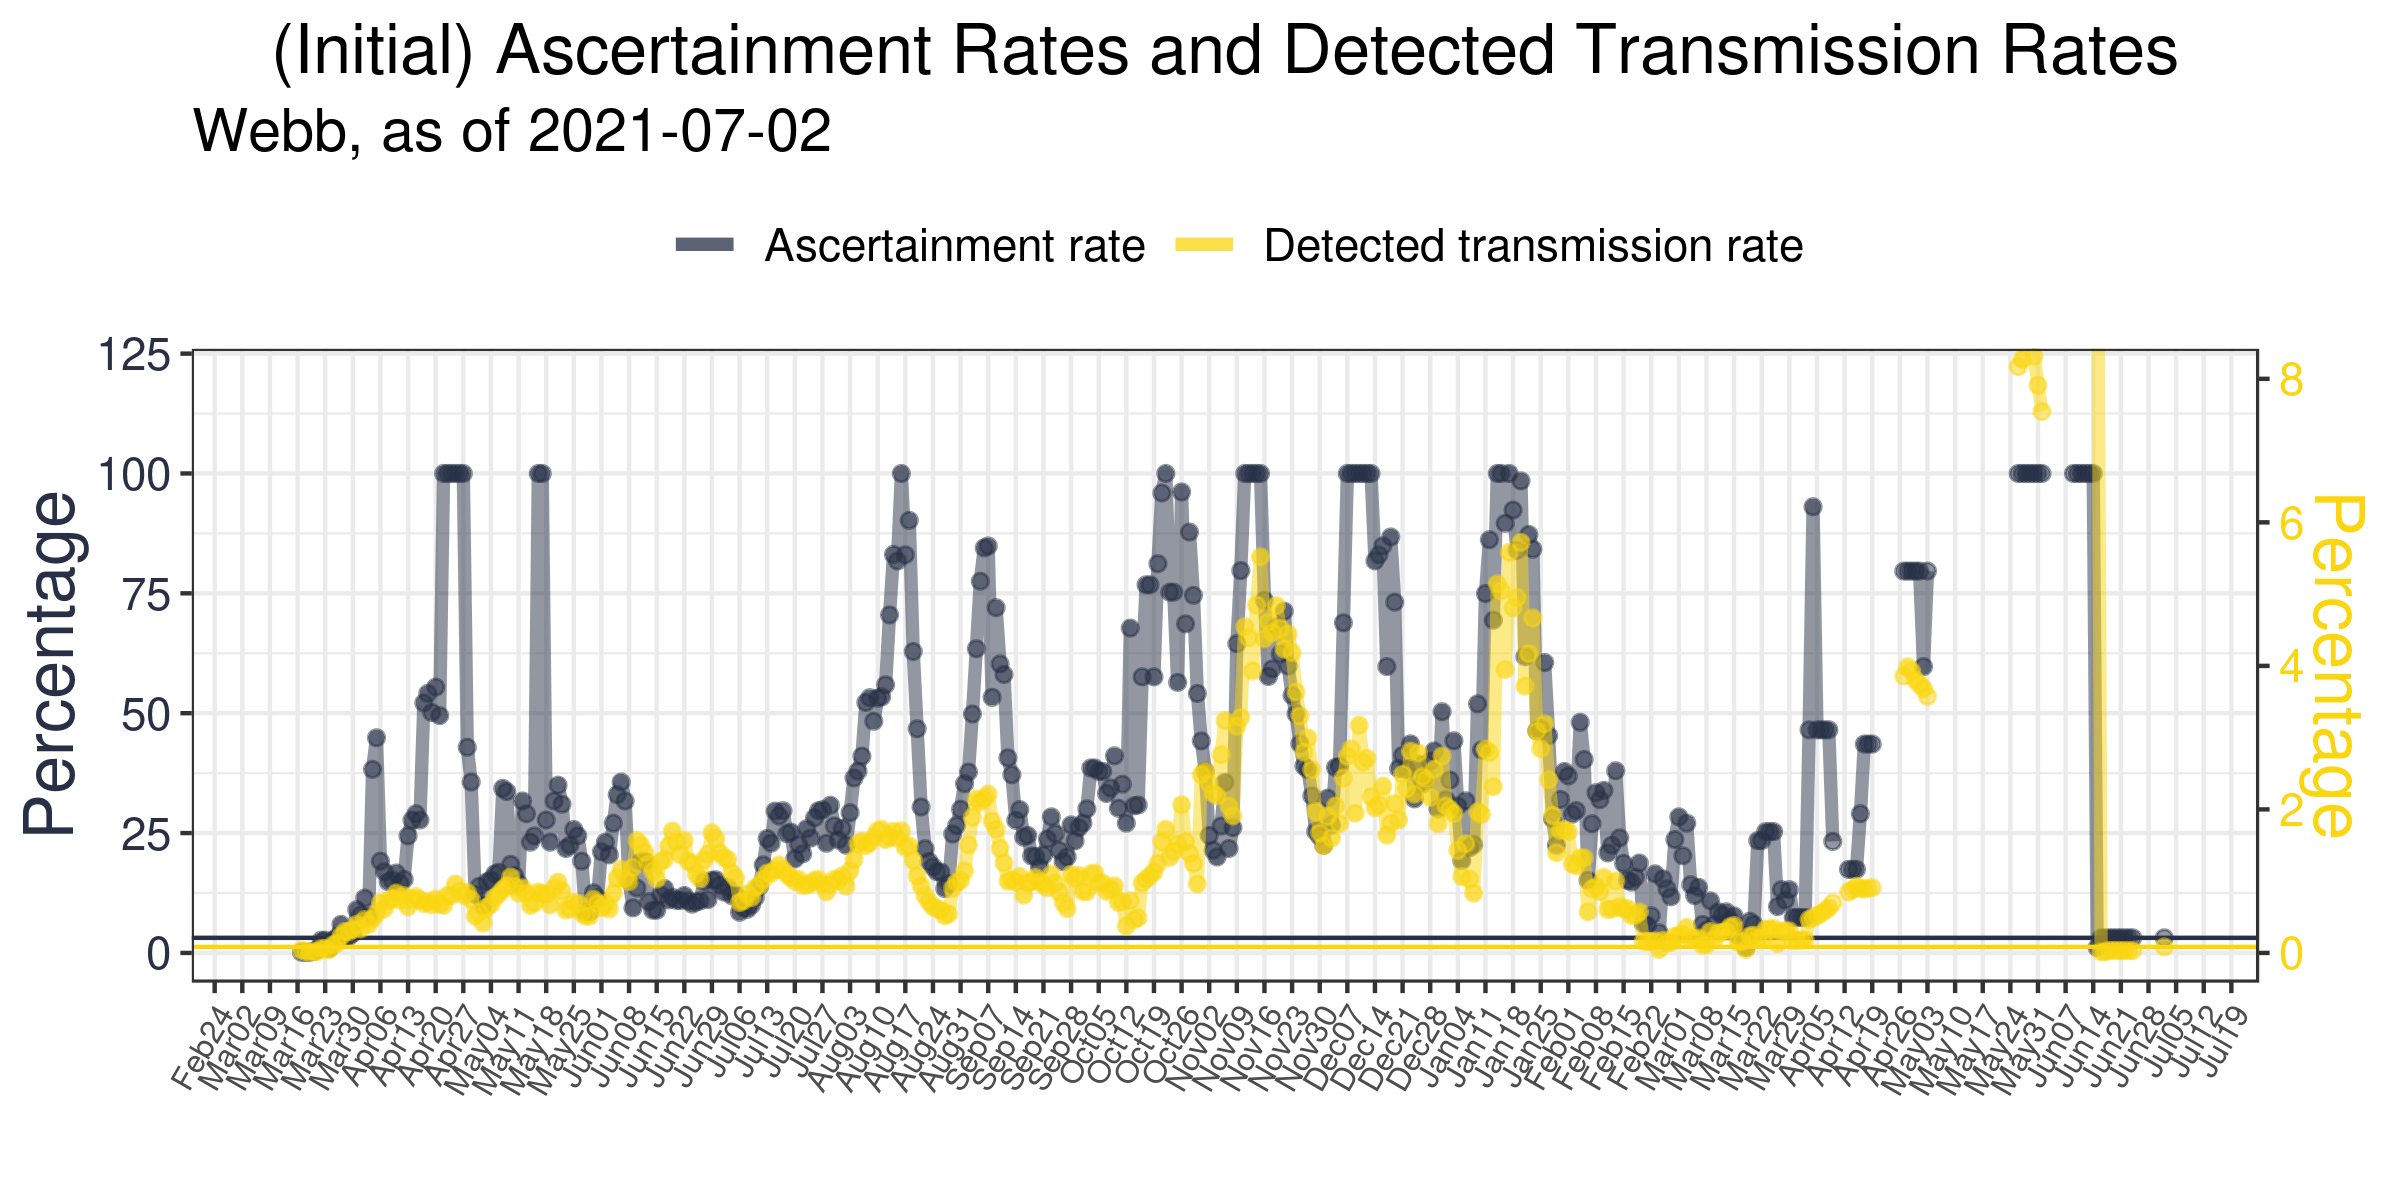 (Initial) Ascertainment Rates and Detected Transmission Rates
Webb, as of 2021-07-02
Ascertainment rate
Detected transmission rate
Percentage
125
100
75
50
25
0
8
6
4
2
0
Percentage
Feb24
Mar02
Mar09
Mar16
Mar23
Mar30
Apr06
Apr13
Apr20
Apr27
May04
May11
May18
May25
Jun01
Jun08
Jun15
Jun22
Jun29
Jul06
Jul13
Jul20
Jul27
Aug03
Aug10
Aug17
Aug24
Aug31
Sep07
Sep14
Sep21
Sep28
Oct05
Oct12
Oct19
Oct26
Nov02
Nov09
Nov16
Nov23
Nov30
Dec07
Dec14
Dec21
Dec28
Jan04
Jan11
Jan18
Jan25
Feb01
Feb08
Feb15
Feb22
Mar01
Mar08
Mar15
Mar22
Mar29
Apr05
Apr12
Apr19
Apr26
May03
May10
May17
May24
May31
Jun07
Jun14
Jun21
Jun28
Jul05
Jul12
Jul19